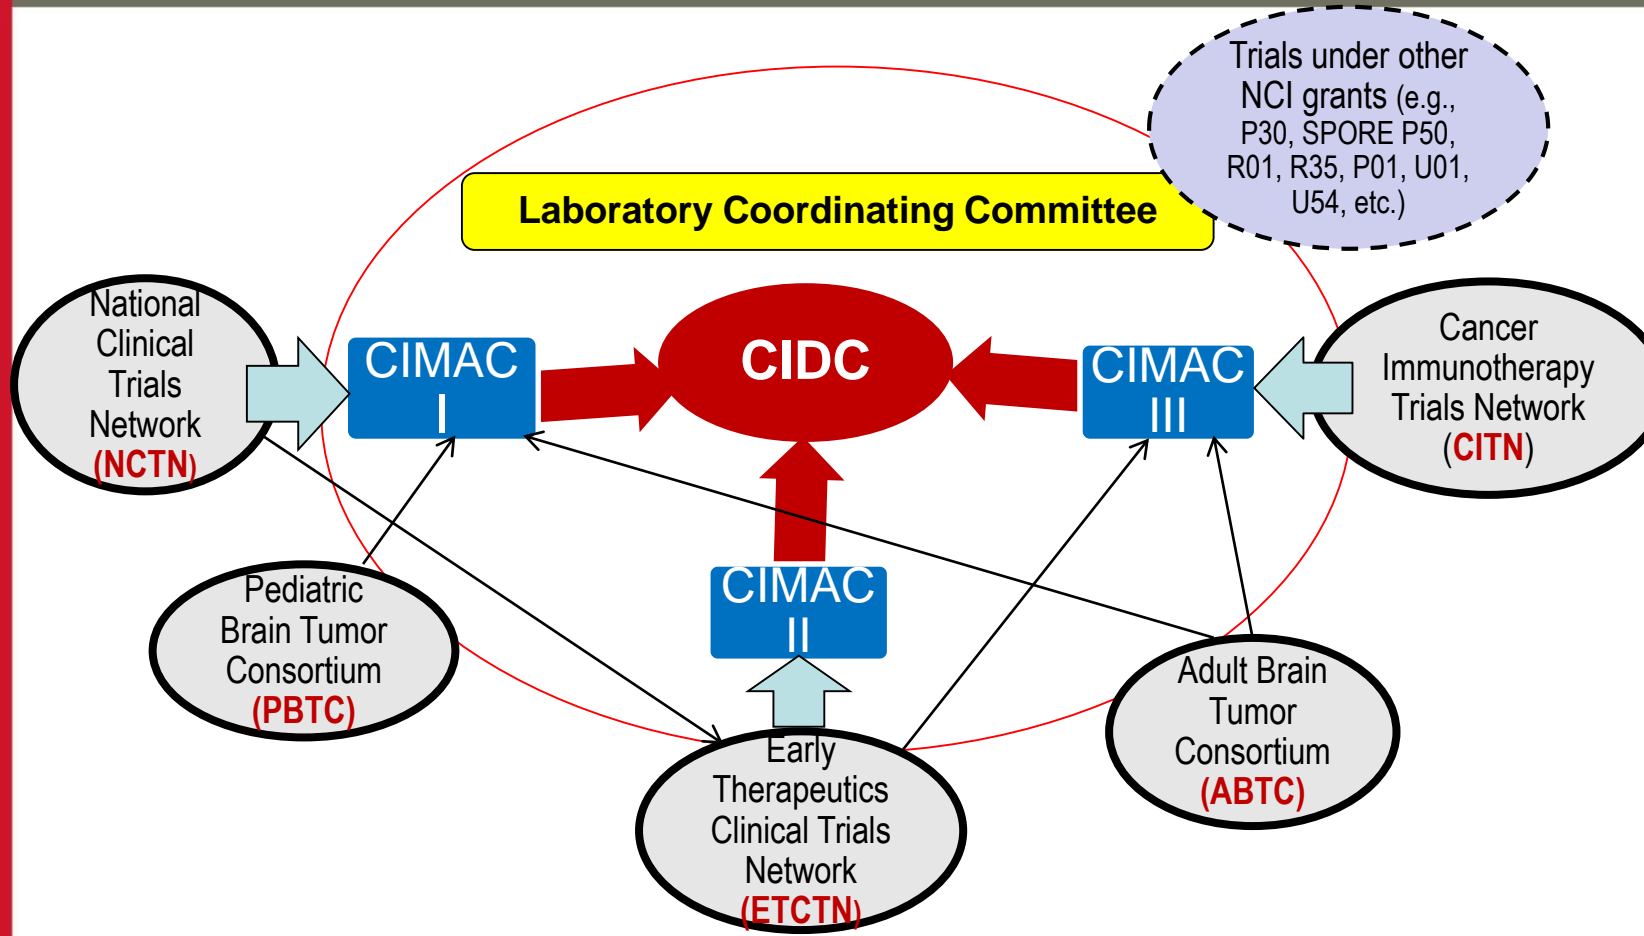 Trials under other
NCI grants (e.g.,
P30, SPORE P50,
R01, R35, P01, U01,
U54, etc.)
Laboratory Coordinating Committee
National
Clinical
Trials
Network
(NCTN)
CIMAC
I
CIDC
CIMAC
III
Cancer
Immunotherapy
Trials Network
(CITN)
Pediatric
Brain Tumor
Consortium
(PBTC)
CIMAC
II
Early
Therapeutics
Clinical Trials
Network
(ETCTN)
Adult Brain
Tumor
Consortium
(ABTC)